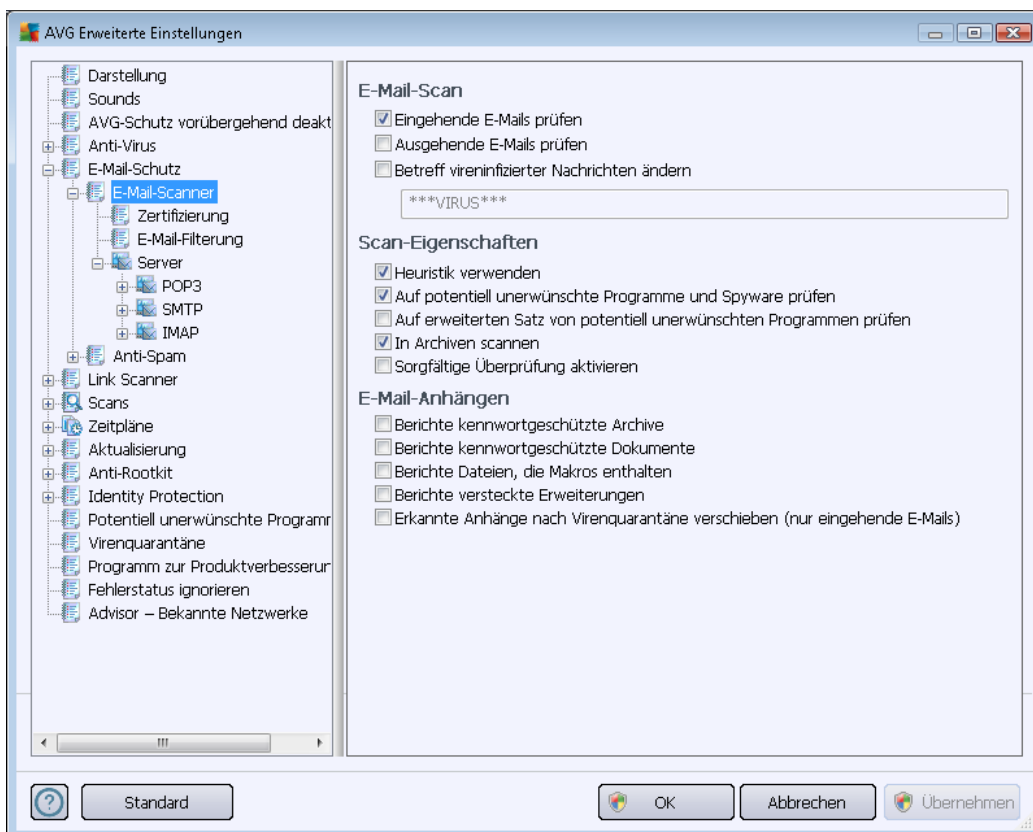 AVG Erweiterte Einstellungen
Darstellung
Sounds
AVG-Schutz vorübergehend deakt
Anti-Virus
E-Mail-Schutz
E-Mail-Scanner
Zertifizierung
E-Mail-Filterung
Server
POP3
SMTP
IMAP
Anti-Spam
Link Scanner
Scans
Zeitpläne
Aktualisierung
Anti-Rootkit
Identity Protection
Potentiell unerwünschte Programr
Virenquarantäne
Programm zur Produktverbesserur
Fehlerstatus ignorieren
Advisor – Bekannte Netzwerke
E-Mail-Scan
Eingehende E-Mails prüfen
Ausgehende E-Mails prüfen
Betreff vireninfizierter Nachrichten ändern
***VIRUS***
Scan-Eigenschaften
Heuristik verwenden
Auf potentiell unerwünschte Programme und Spyware prüfen
Auf erweiterten Satz von potentiell unerwünschten Programmen prüfen
In Archiven scannen
Sorgfältige Überprüfung aktivieren
E-Mail-Anhängen
Berichte kennwortgeschützte Archive
Berichte kennwortgeschützte Dokumente
Berichte Dateien, die Makros enthalten
Berichte versteckte Erweiterungen
Erkannte Anhänge nach Virenquarantäne verschieben (nur eingehende E-Mails)
? Standard OK Abbrechen Übernehmen